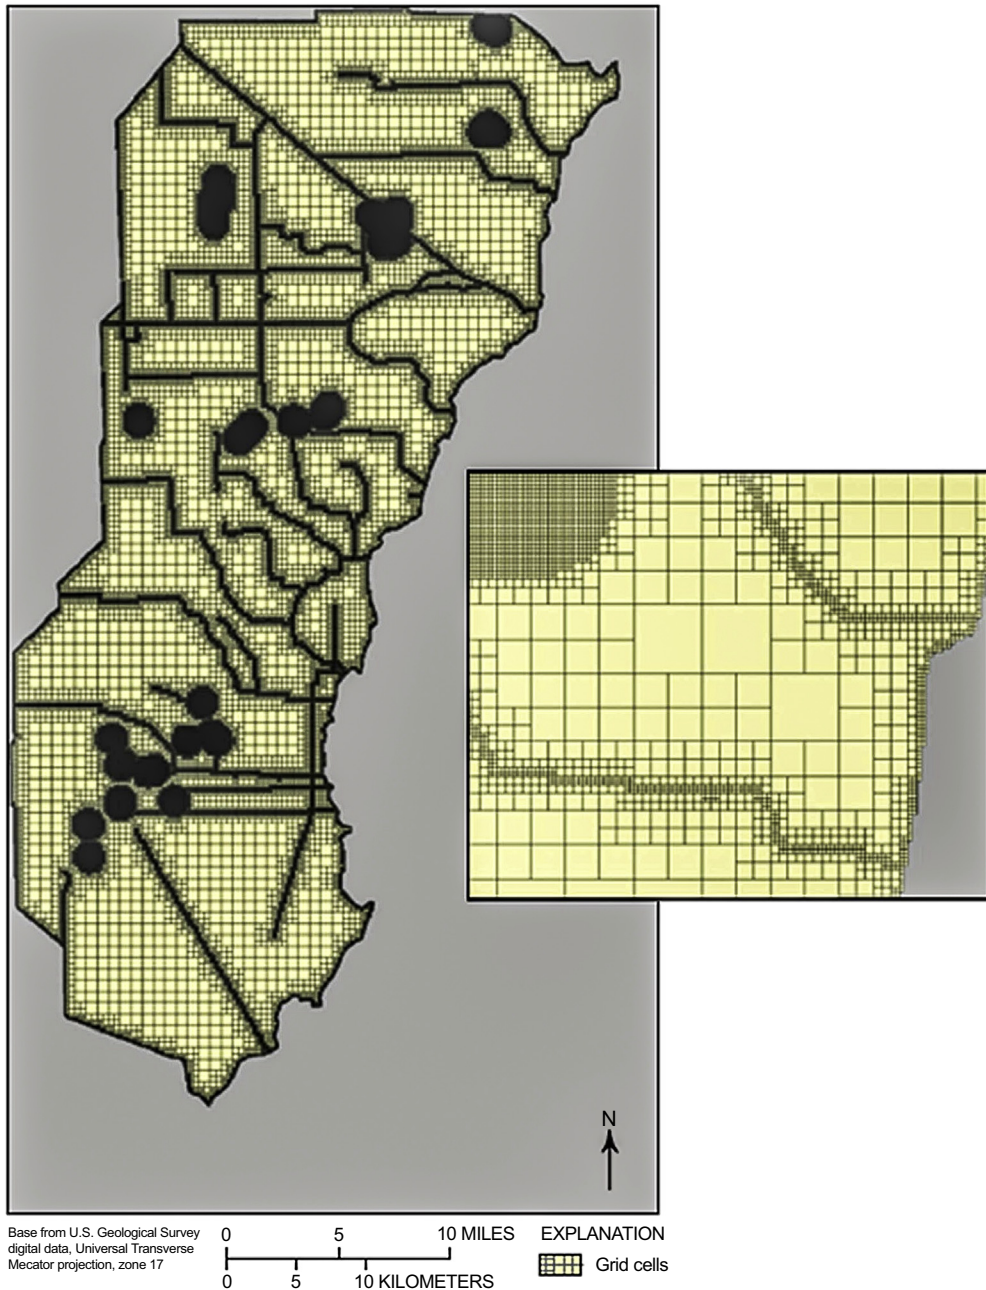 N
Base from U.S. Geological Survey
digital data, Universal Transverse
Mecator projection, zone 17
0 5 10 MILES
0 5 10 KILOMETERS
EXPLANATION
Grid cells